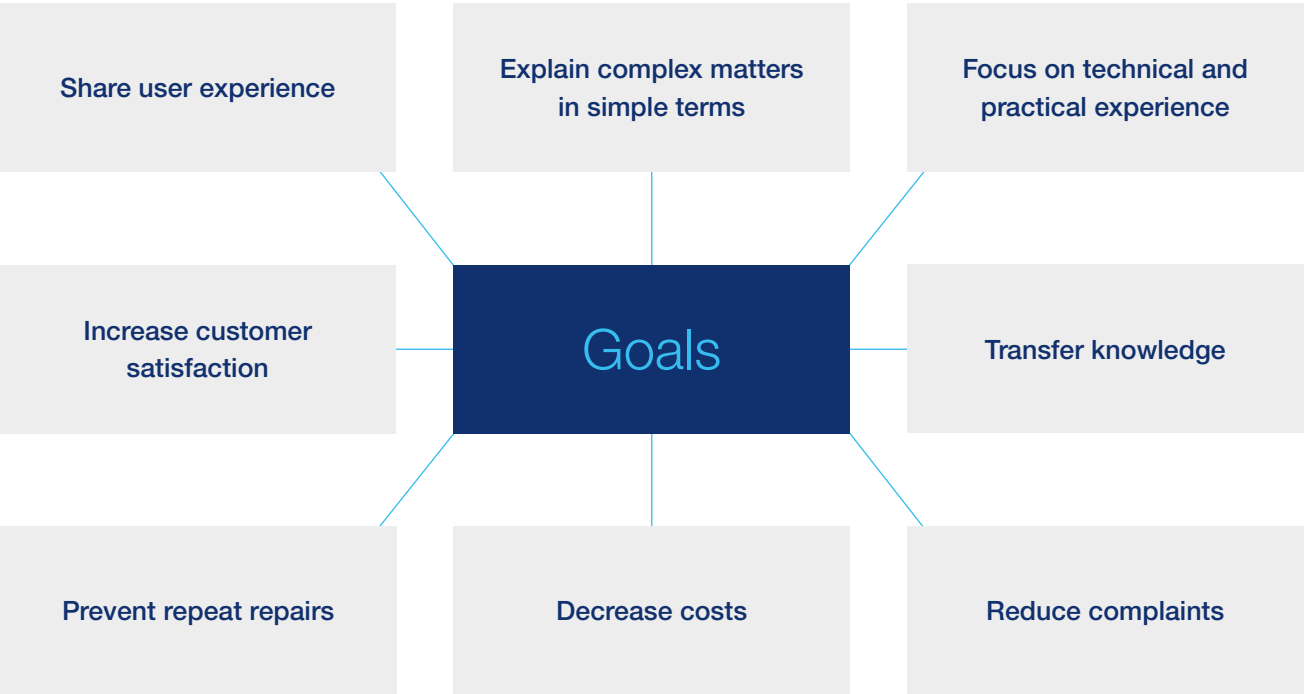 Share user experience
Explain complex matters
in simple terms
Focus on technical and
practical experience
Increase customer
satisfaction
Goals
Transfer knowledge
Prevent repeat repairs
Decrease costs
Reduce complaints